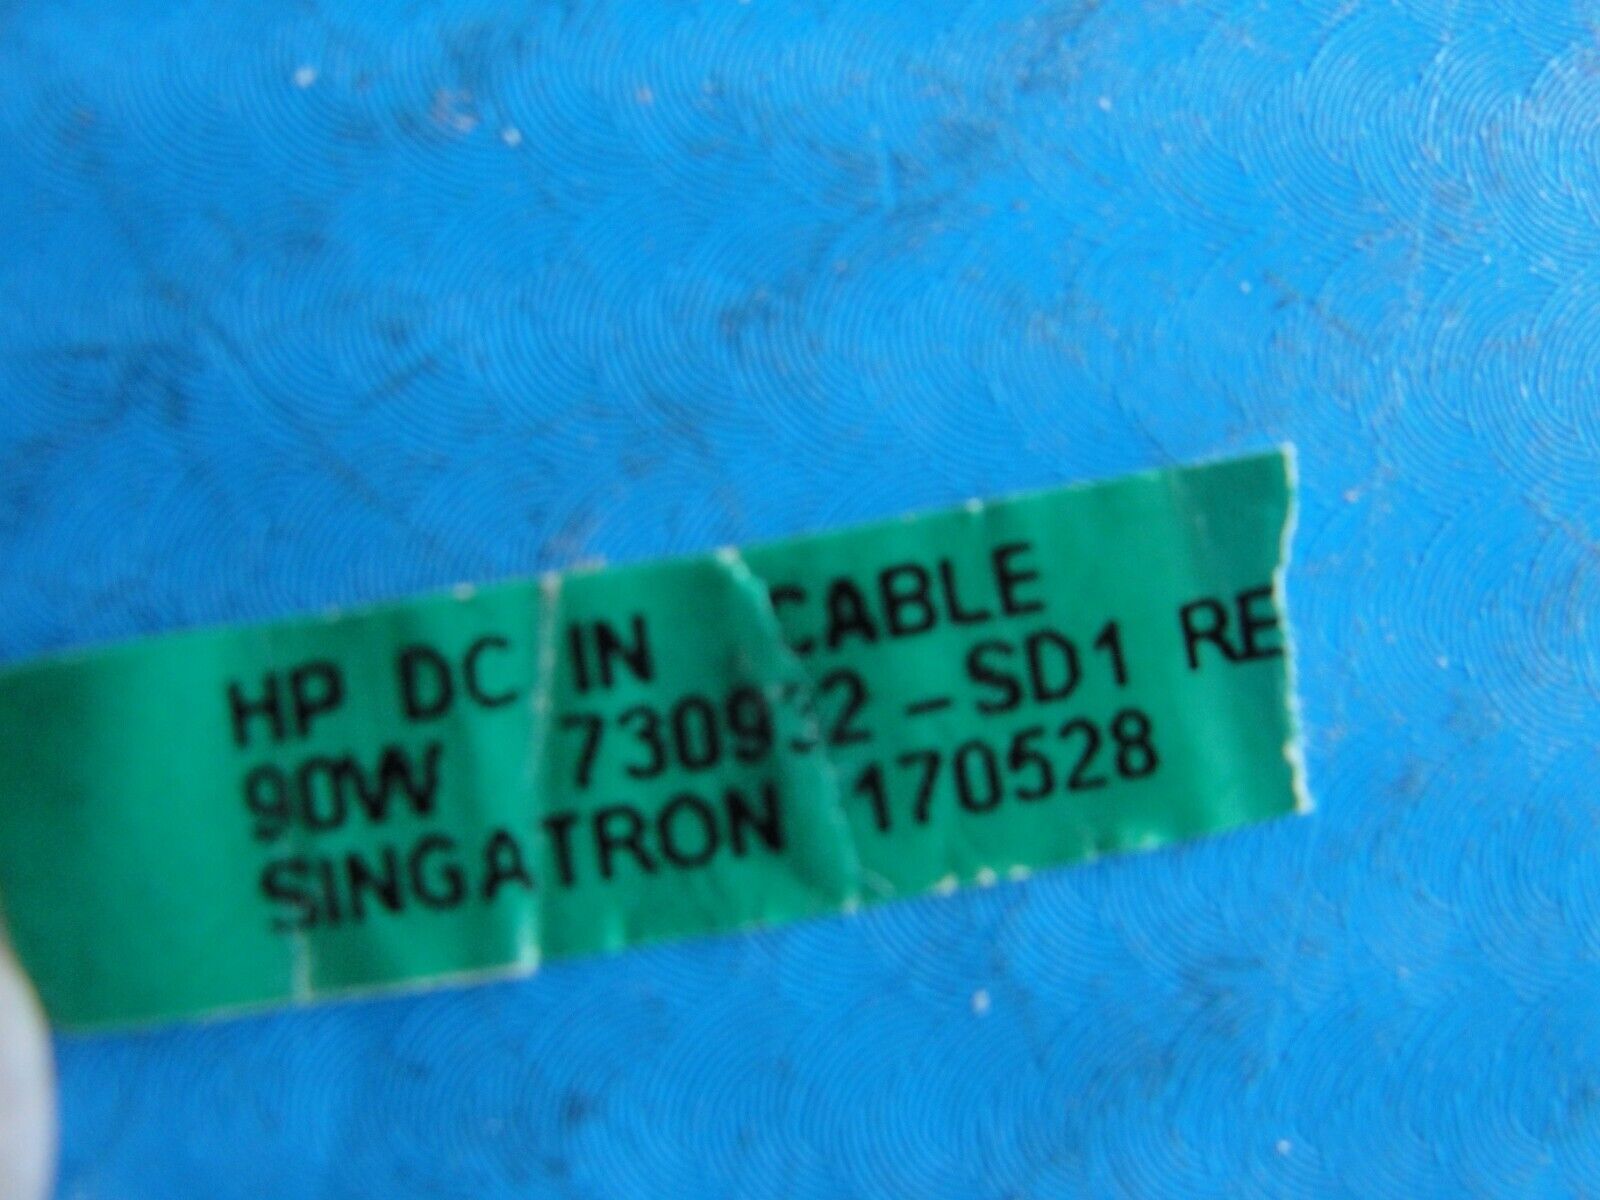 HP DC IN CABLE
90W 730932-SD1 RE
SINGATRON 170528